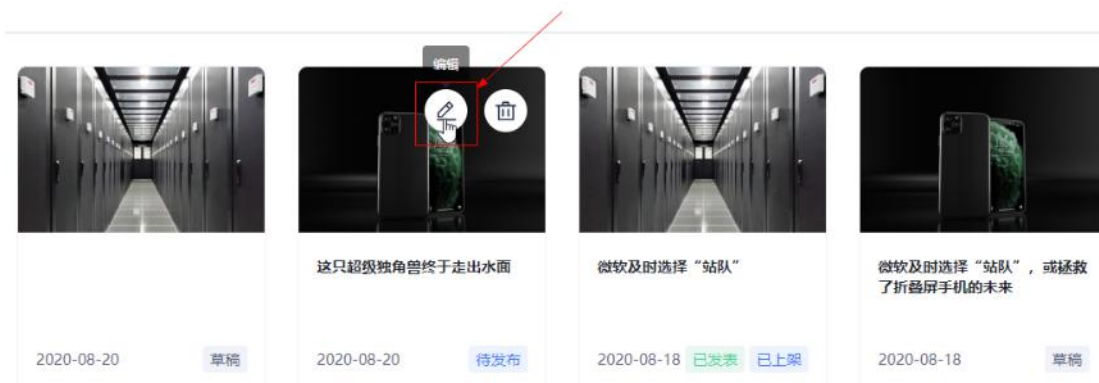 编辑
这只超级独角兽终于走出水面
微软及时选择“站队”
微软及时选择“站队”，或拯救
了折叠屏手机的未来
2020-08-20 草稿
2020-08-20 待发布
2020-08-18 已发表 已上架
2020-08-18 草稿